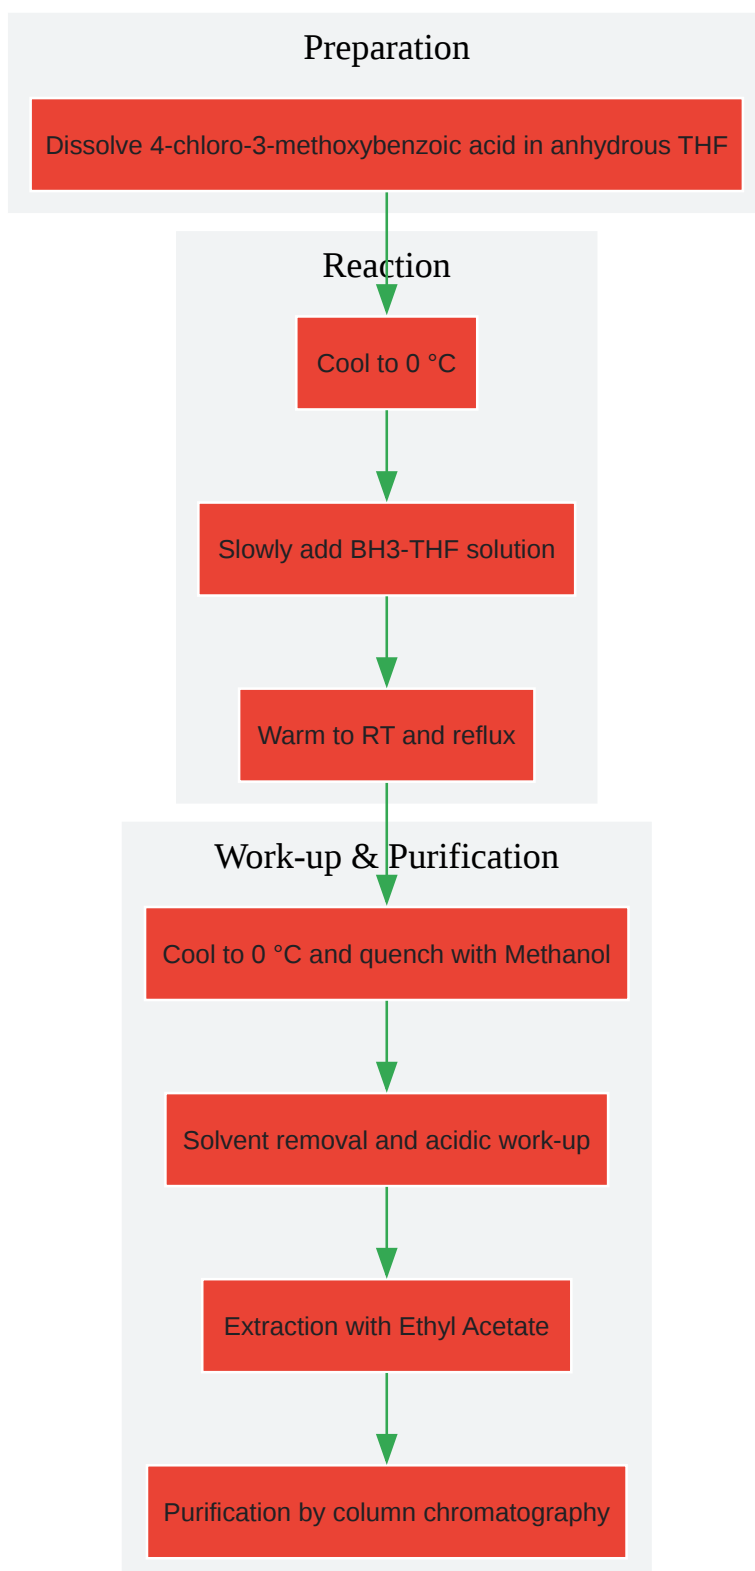 Preparation
Dissolve 4-chloro-3-methoxybenzoic acid in anhydrous THF
Reaction
Cool to 0 °C
Slowly add BH3-THF solution
Warm to RT and reflux
Work-up & Purification
Cool to 0 °C and quench with Methanol
Solvent removal and acidic work-up
Extraction with Ethyl Acetate
Purification by column chromatography